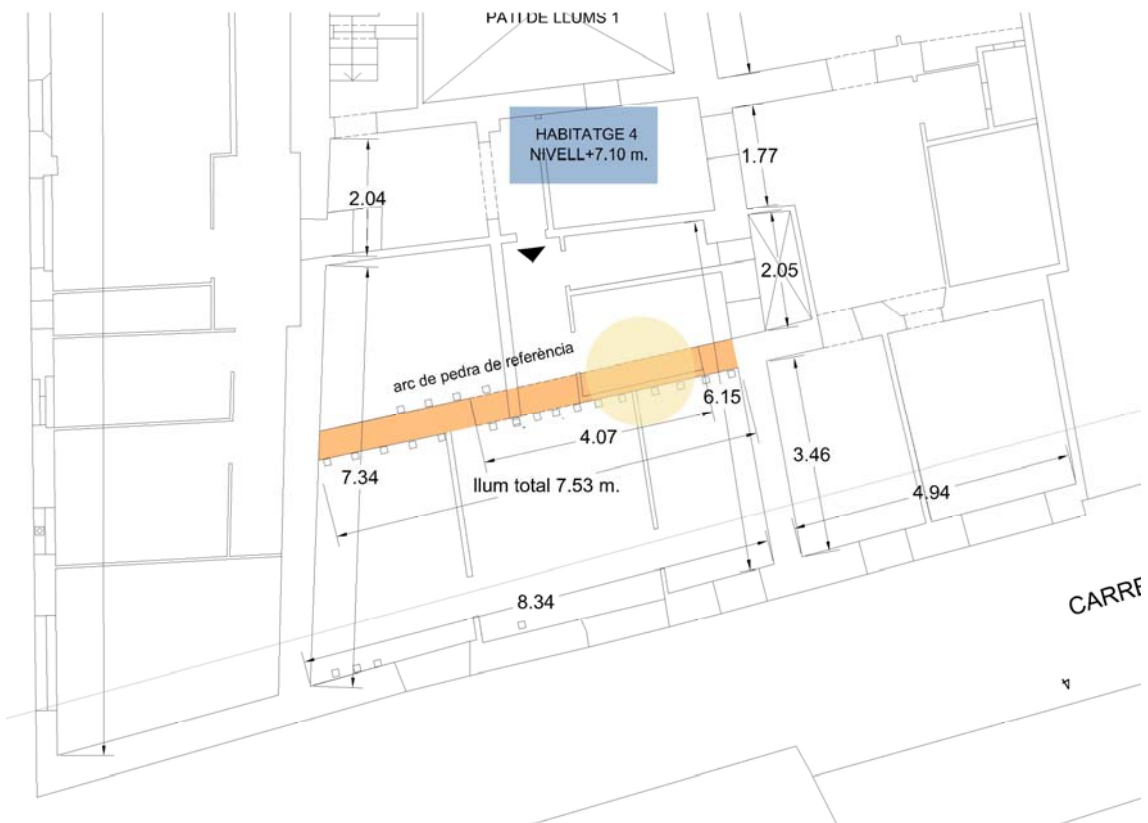 PATI DE LLUMS 1
HABITATGE 4
NIVELL+7.10 m.
1.77
2.04
2.05
arc de pedra de referència
6.15
4.07
3.46
7.34
llum total 7.53 m.
4.94
8.34
CARRE
4